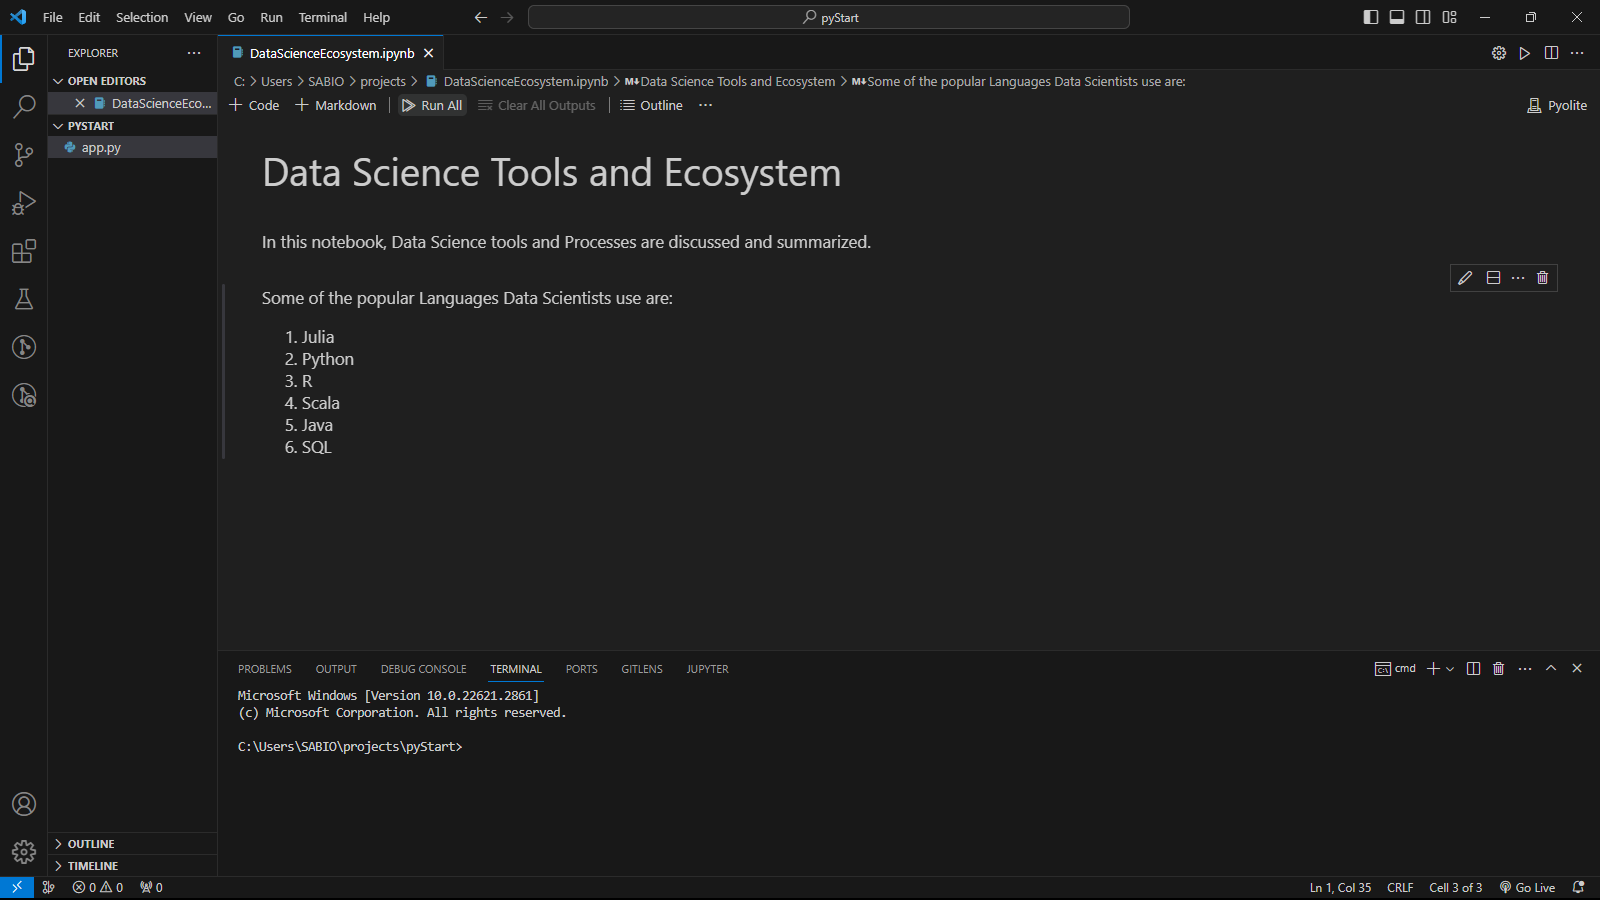 File Edit Selection View Go Run Terminal Help
pyStart
EXPLORER
OPEN EDITORS
DataScienceEco...
PYSTART
app.py
OUTLINE
TIMELINE
DataScienceEcosystem.ipynb
C: > Users > SABIO > projects > DataScienceEcosystem.ipynb > M↓Data Science Tools and Ecosystem > M↓Some of the popular Languages Data Scientists use are:
+ Code + Markdown | Run All Clear All Outputs | Outline ...
Pyolite
Data Science Tools and Ecosystem
In this notebook, Data Science tools and Processes are discussed and summarized.
Some of the popular Languages Data Scientists use are:
1. Julia
2. Python
3. R
4. Scala
5. Java
6. SQL
PROBLEMS OUTPUT DEBUG CONSOLE TERMINAL PORTS GITLENS JUPYTER
cmd
Microsoft Windows [Version 10.0.22621.2861]
(c) Microsoft Corporation. All rights reserved.
C:\Users\SABIO\projects\pyStart>
0 0 0
Ln 1, Col 35 CRLF Cell 3 of 3 Go Live